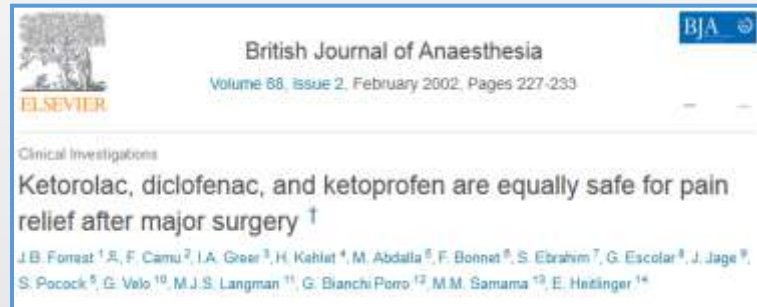 BJA
British Journal of Anaesthesia
Volume 88, Issue 2, February 2002, Pages 227-233
ELSEVIER
Clinical Investigations
Ketorolac, diclofenac, and ketoprofen are equally safe for pain
relief after major surgery †
J.B. Forrest 1, F. Camu 2, I.A. Greer 3, H. Kehlet 4, M. Abdalla 5, F. Bonnet 6, S. Ebrahim 7, G. Escolar 8, J. Jage 9,
S. Pocock 5, G. Velo 10, M.J.S. Langman 11, G. Bianchi Porro 12, M.M. Samama 13, E. Heitlinger 14